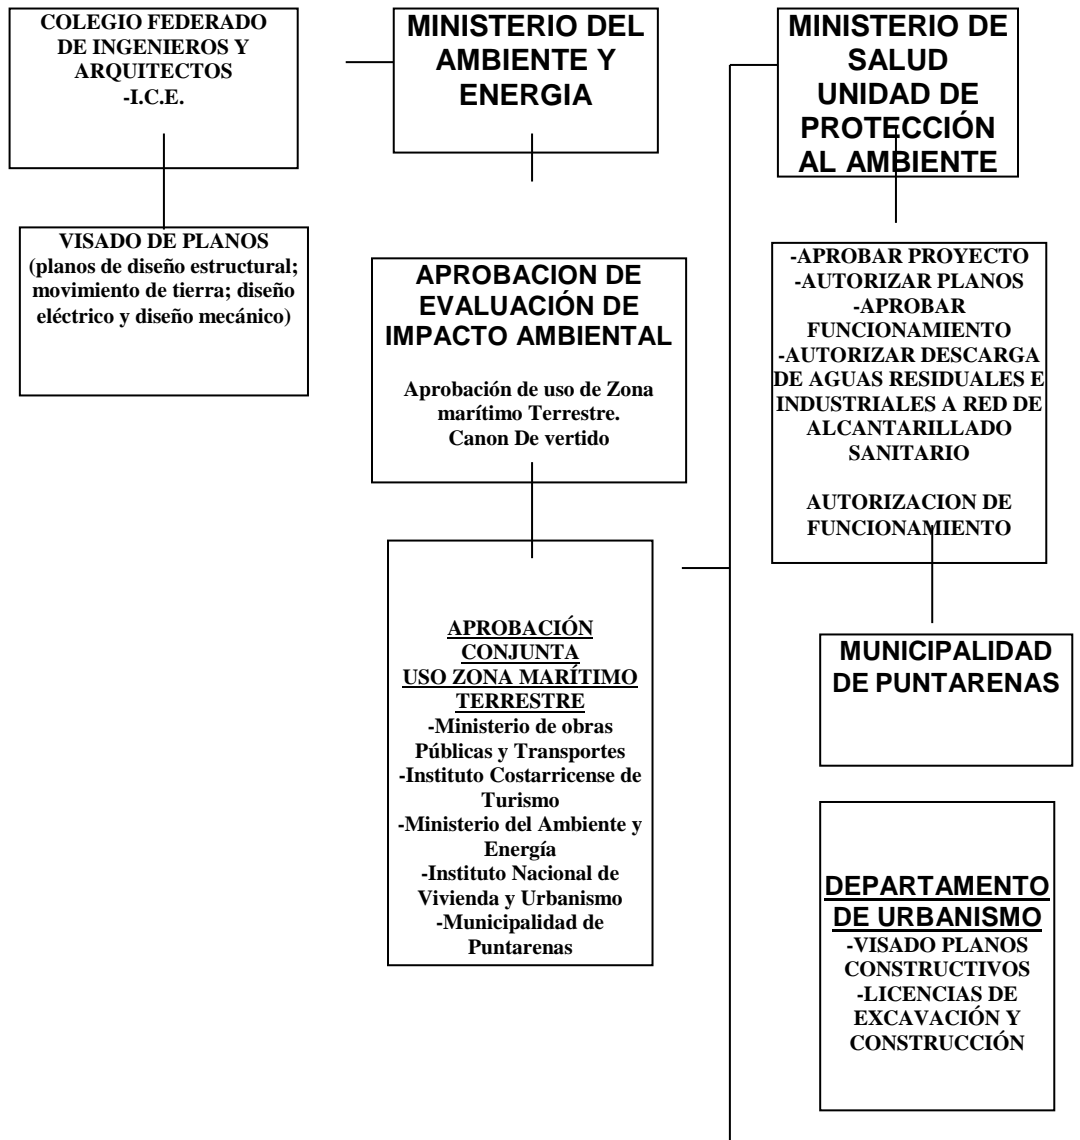 COLEGIO FEDERADO
DE INGENIEROS Y
ARQUITECTOS
-I.C.E.
VISADO DE PLANOS
(planos de diseño estructural;
movimiento de tierra; diseño
eléctrico y diseño mecánico)
MINISTERIO DEL
AMBIENTE Y
ENERGIA
APROBACION DE
EVALUACIÓN DE
IMPACTO AMBIENTAL
Aprobación de uso de Zona
marítimo Terrestre.
Canon De vertido
APROBACIÓN
CONJUNTA
USO ZONA MARÍTIMO
TERRESTRE
-Ministerio de obras
Públicas y Transportes
-Instituto Costarricense de
Turismo
-Ministerio del Ambiente y
Energía
-Instituto Nacional de
Vivienda y Urbanismo
-Municipalidad de
Puntarenas
MINISTERIO DE
SALUD
UNIDAD DE
PROTECCIÓN
AL AMBIENTE
-APROBAR PROYECTO
-AUTORIZAR PLANOS
-APROBAR
FUNCIONAMIENTO
-AUTORIZAR DESCARGA
DE AGUAS RESIDUALES E
INDUSTRIALES A RED DE
ALCANTARILLADO
SANITARIO
AUTORIZACION DE
FUNCIONAMIENTO
MUNICIPALIDAD
DE PUNTARENAS
DEPARTAMENTO
DE URBANISMO
-VISADO PLANOS
CONSTRUCTIVOS
-LICENCIAS DE
EXCAVACIÓN Y
CONSTRUCCIÓN